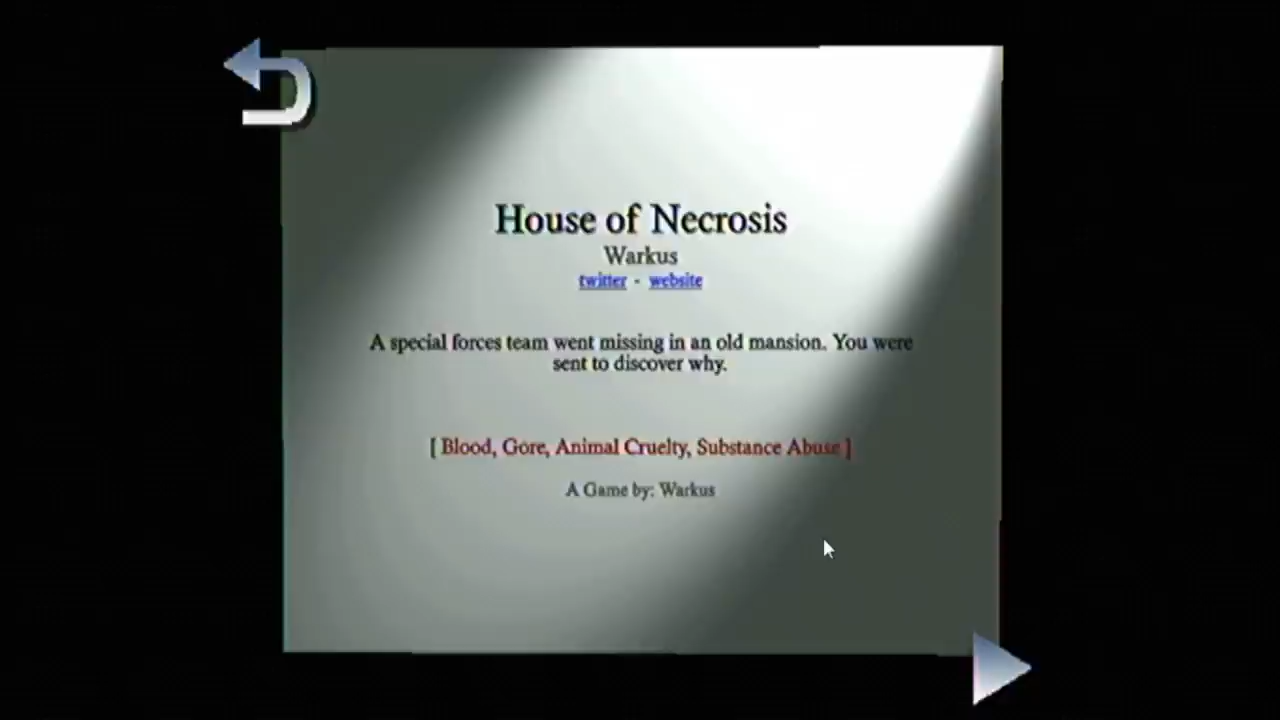 House of Necrosis
Warkus
twitter - website
A special forces team went missing in an old mansion. You were
sent to discover why.
[ Blood, Gore, Animal Cruelty, Substance Abuse ]
A Game by: Warkus